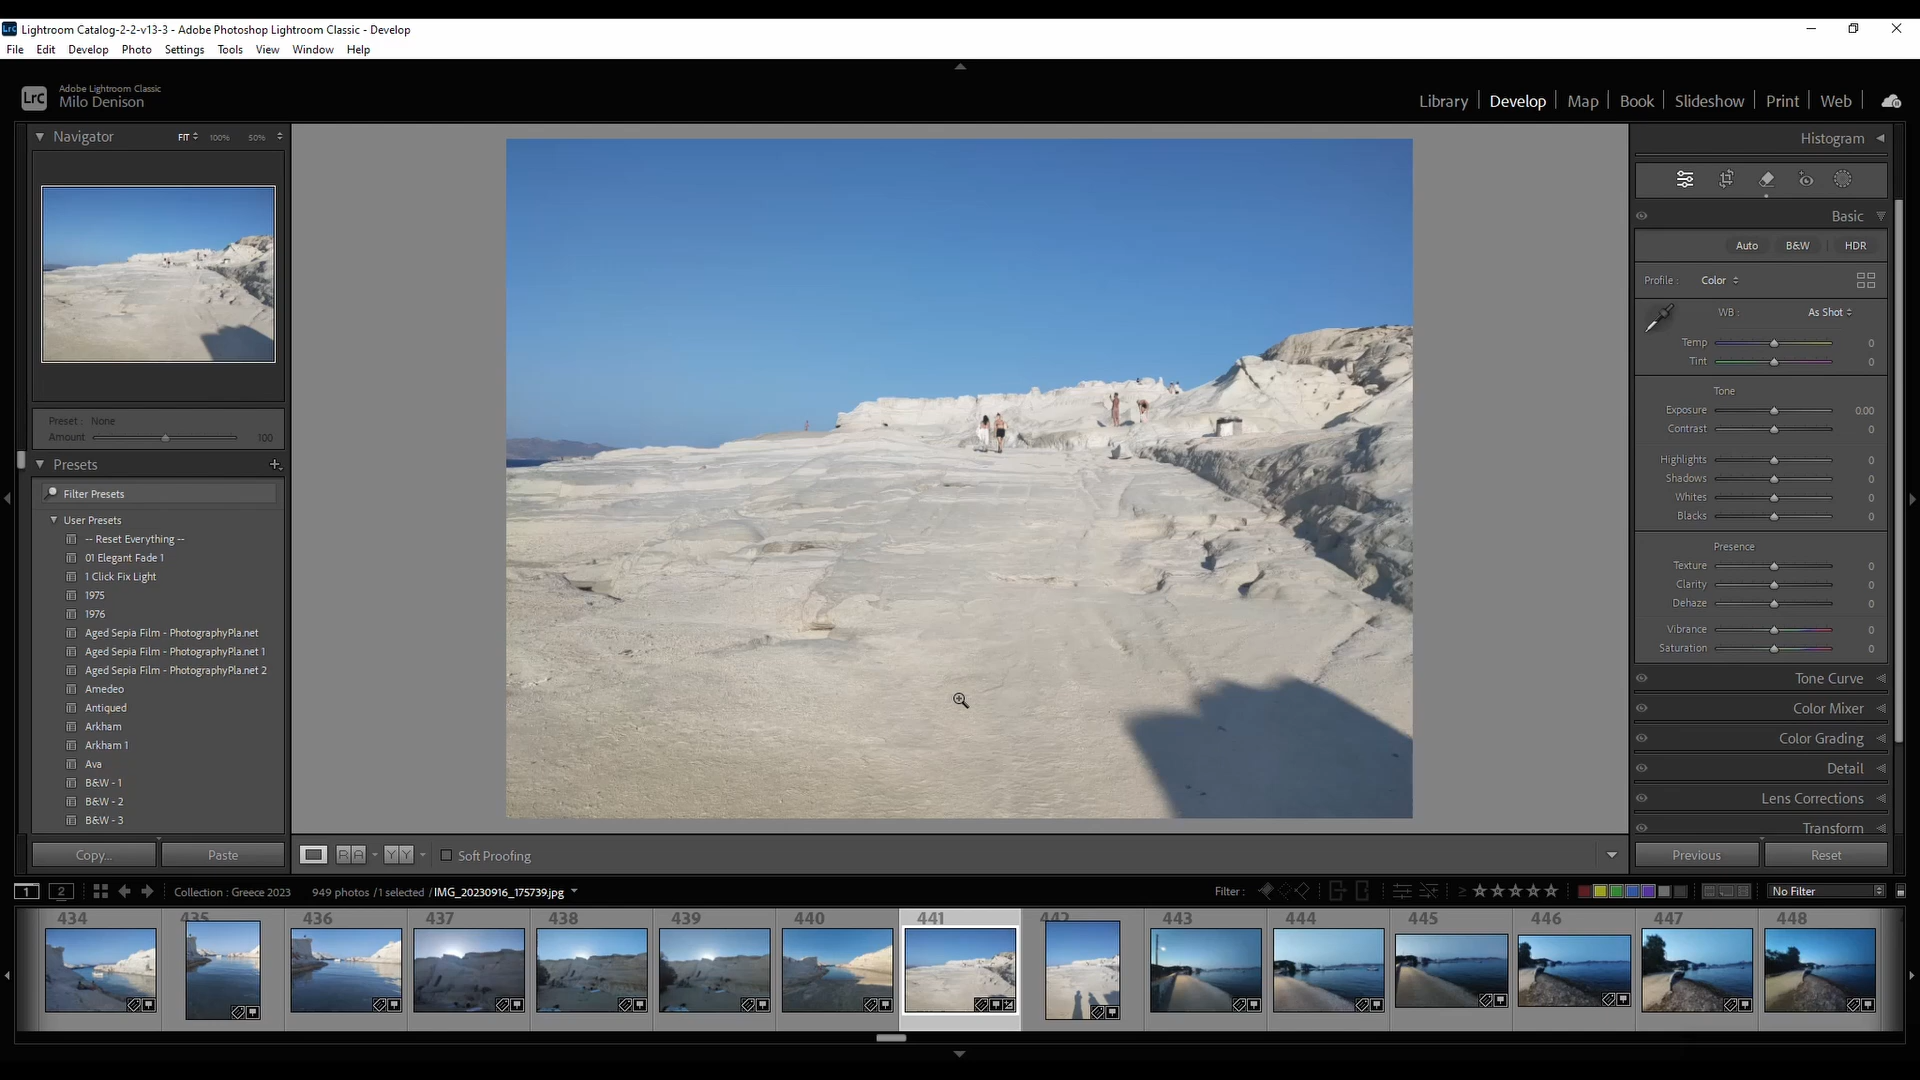 Lightroom Catalog-2-2-v13-3 - Adobe Photoshop Lightroom Classic - Develop
File Edit Develop Photo Settings Tools View Window Help
LrC
Adobe Lightroom Classic
Milo Denison
Library Develop Map Book Slideshow Print Web
Navigator FIT 100% 50%
Preset : None
Amount 100
Presets
Filter Presets
User Presets
-- Reset Everything --
01 Elegant Fade 1
1 Click Fix Light
1975
1976
Aged Sepia Film - PhotographyPla.net
Aged Sepia Film - PhotographyPla.net 1
Aged Sepia Film - PhotographyPla.net 2
Amedeo
Antiqued
Arkham
Arkham 1
Ava
B&W - 1
B&W - 2
B&W - 3
Copy... Paste
Histogram
Basic
Auto B&W HDR
Profile : Color
WB : As Shot
Temp 0
Tint 0
Tone
Exposure 0.00
Contrast 0
Highlights 0
Shadows 0
Whites 0
Blacks 0
Presence
Texture 0
Clarity 0
Dehaze 0
Vibrance 0
Saturation 0
Tone Curve
Color Mixer
Color Grading
Detail
Lens Corrections
Transform
Previous Reset
R A Y Y Soft Proofing
1 2 Collection : Greece 2023 949 photos / 1 selected / IMG_20230916_175739.jpg Filter : No Filter
434 435 436 437 438 439 440 441 442 443 444 445 446 447 448